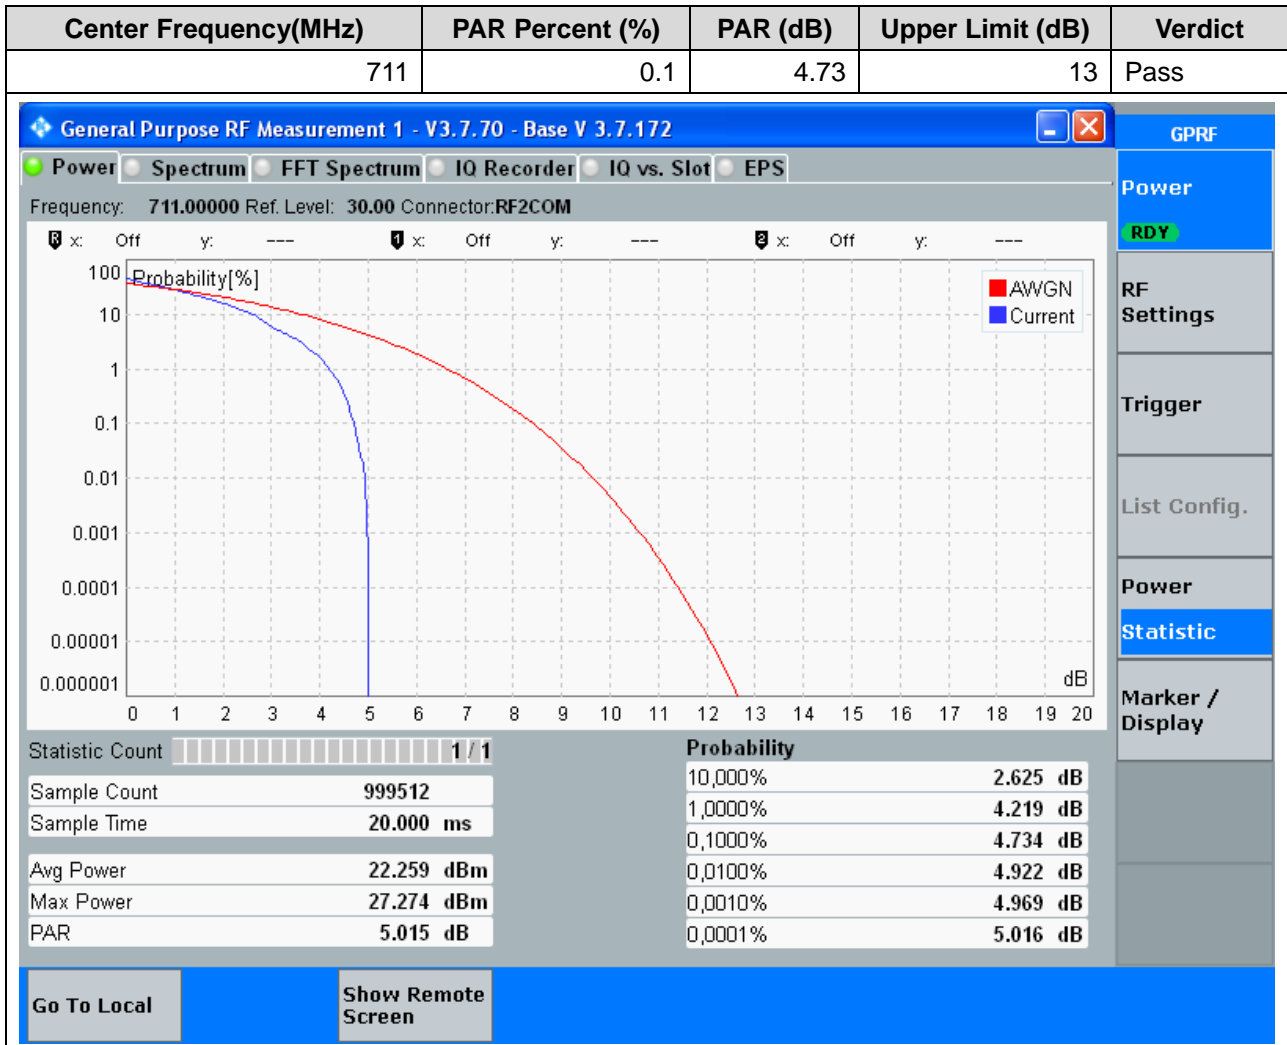 Center Frequency(MHz) PAR Percent (%) PAR (dB) Upper Limit (dB) Verdict
711 0.1 4.73 13 Pass
General Purpose RF Measurement 1 - V3.7.70 - Base V 3.7.172
GPRF
Power Spectrum FFT Spectrum IQ Recorder IQ vs. Slot EPS
Power
RDY
Frequency: 711.00000 Ref. Level: 30.00 Connector:RF2COM
R x: Off y: --- 1 x: Off y: --- 2 x: Off y: ---
Probability[%]
100
10
1
0.1
0.01
0.001
0.0001
0.00001
0.000001
AWGN
Current
dB
0 1 2 3 4 5 6 7 8 9 10 11 12 13 14 15 16 17 18 19 20
RF
Settings
Trigger
List Config.
Power
Statistic
Marker /
Display
Statistic Count 1 / 1
Sample Count 999512
Sample Time 20.000 ms
Avg Power 22.259 dBm
Max Power 27.274 dBm
PAR 5.015 dB
Probability
10,000% 2.625 dB
1,0000% 4.219 dB
0,1000% 4.734 dB
0,0100% 4.922 dB
0,0010% 4.969 dB
0,0001% 5.016 dB
Go To Local
Show Remote
Screen